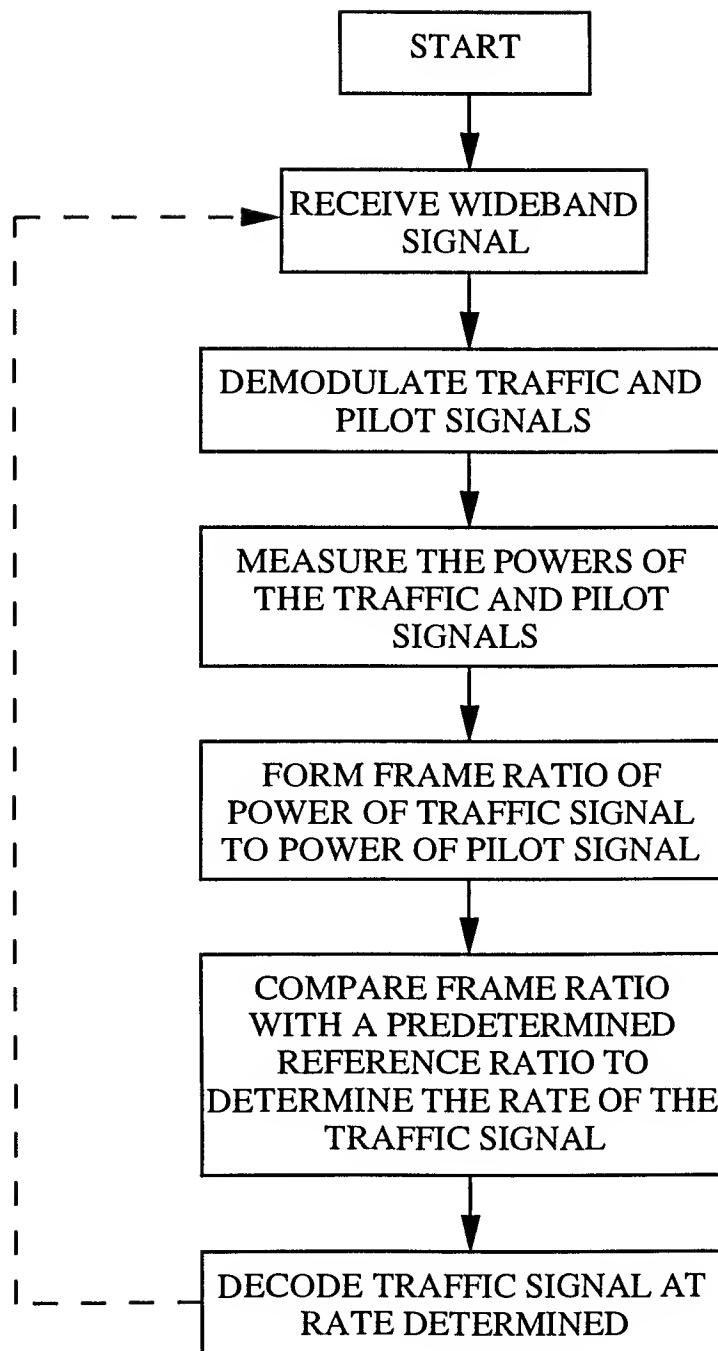 START
RECEIVE WIDEBAND
SIGNAL
DEMODULATE TRAFFIC AND
PILOT SIGNALS
MEASURE THE POWERS OF
THE TRAFFIC AND PILOT
SIGNALS
FORM FRAME RATIO OF
POWER OF TRAFFIC SIGNAL
TO POWER OF PILOT SIGNAL
COMPARE FRAME RATIO
WITH A PREDETERMINED
REFERENCE RATIO TO
DETERMINE THE RATE OF THE
TRAFFIC SIGNAL
DECODE TRAFFIC SIGNAL AT
RATE DETERMINED